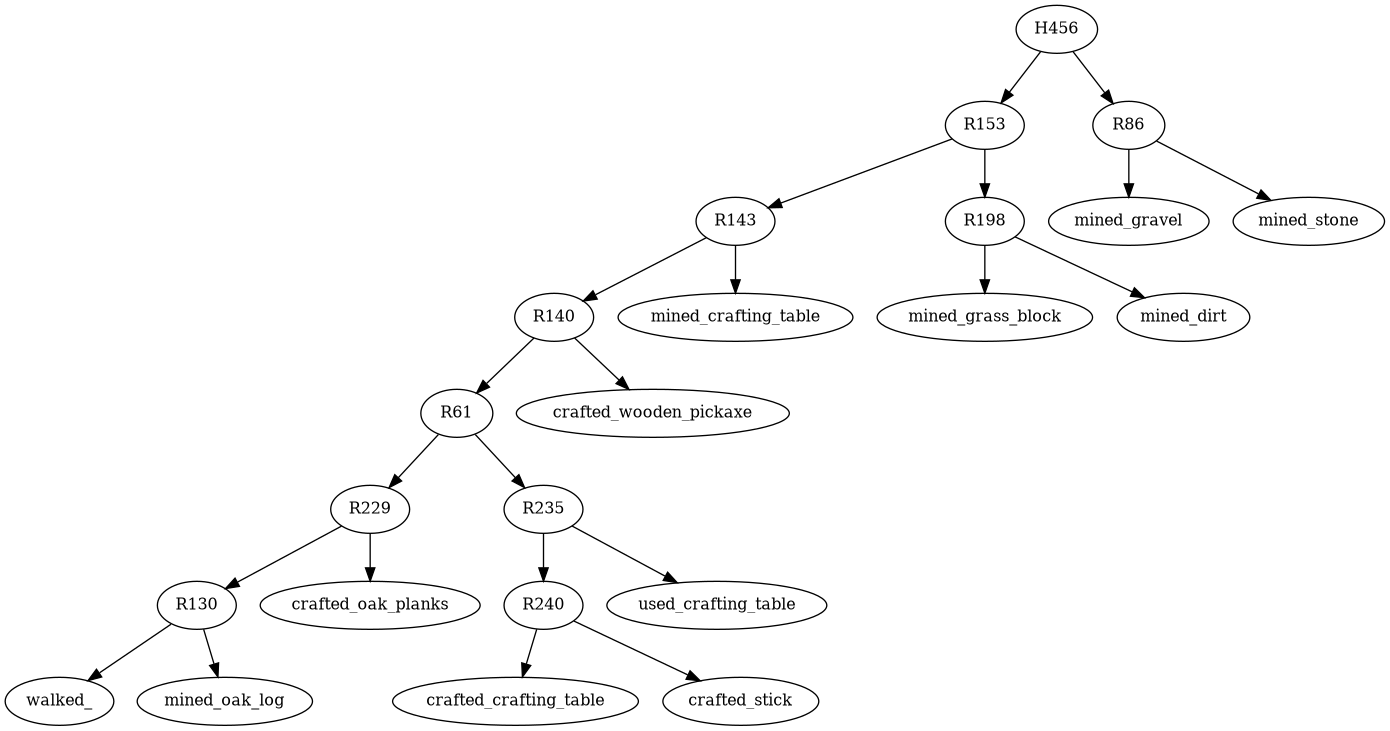 H456
R153
R86
R143
R198
mined_gravel
mined_stone
R140
mined_crafting_table
mined_grass_block
mined_dirt
R61
crafted_wooden_pickaxe
R229
R235
R130
crafted_oak_planks
R240
used_crafting_table
walked_
mined_oak_log
crafted_crafting_table
crafted_stick